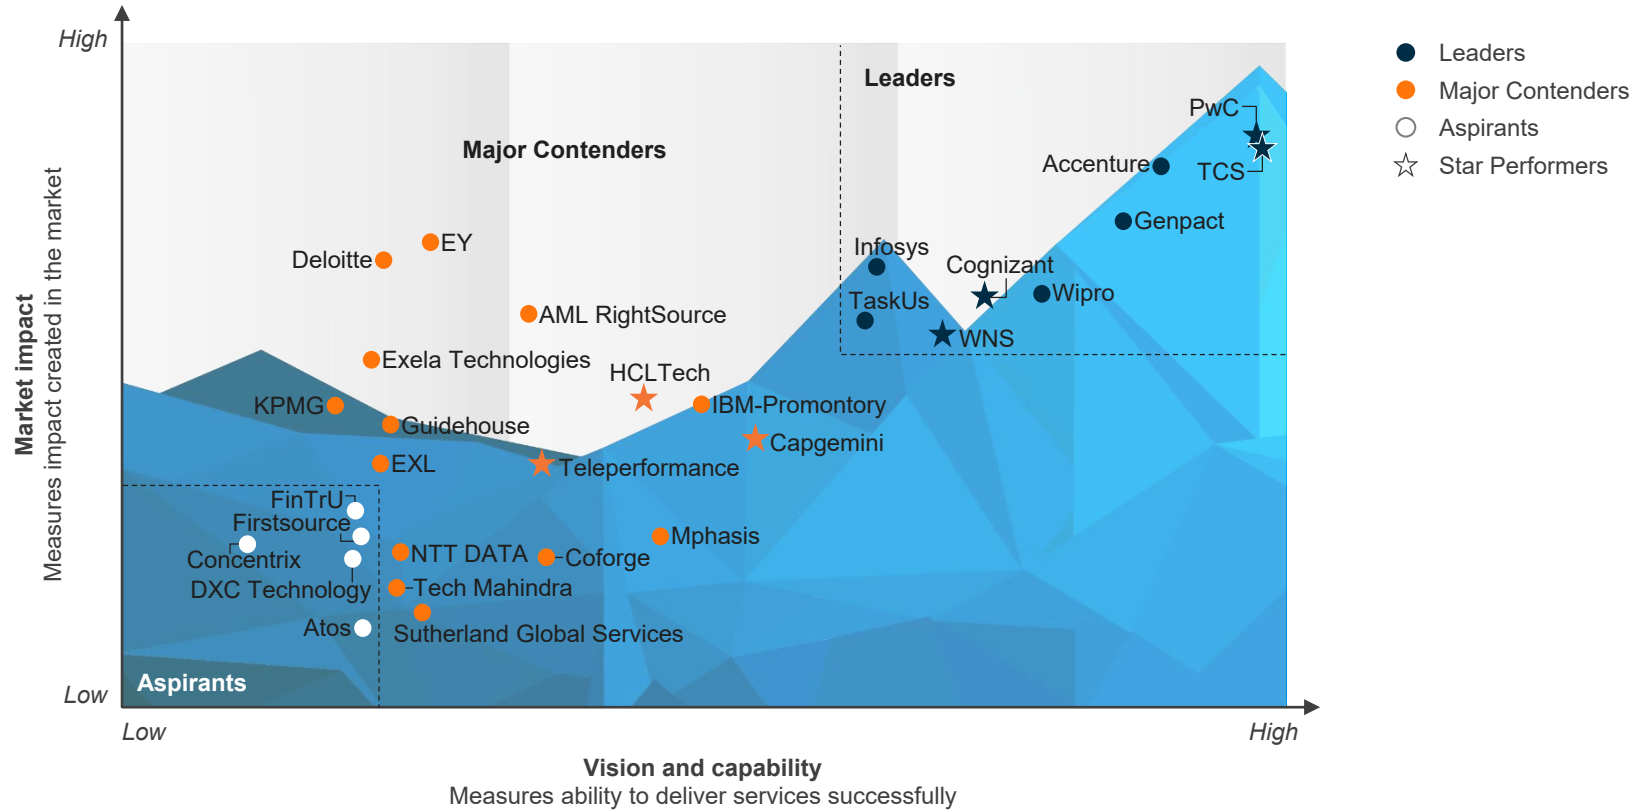 High
Leaders
Major Contenders
Aspirants
Star Performers
Leaders
PwC
Major Contenders
Accenture
TCS
Genpact
EY
Deloitte
Infosys
Cognizant
TaskUs
Wipro
AML RightSource
WNS
Exela Technologies
HCLTech
KPMG
IBM-Promontory
Guidehouse
Capgemini
EXL
Teleperformance
FinTrU
Firstsource
Mphasis
Concentrix
NTT DATA
Coforge
DXC Technology
Tech Mahindra
Atos
Sutherland Global Services
Aspirants
Market impact
Measures impact created in the market
Low
Low
High
Vision and capability
Measures ability to deliver services successfully